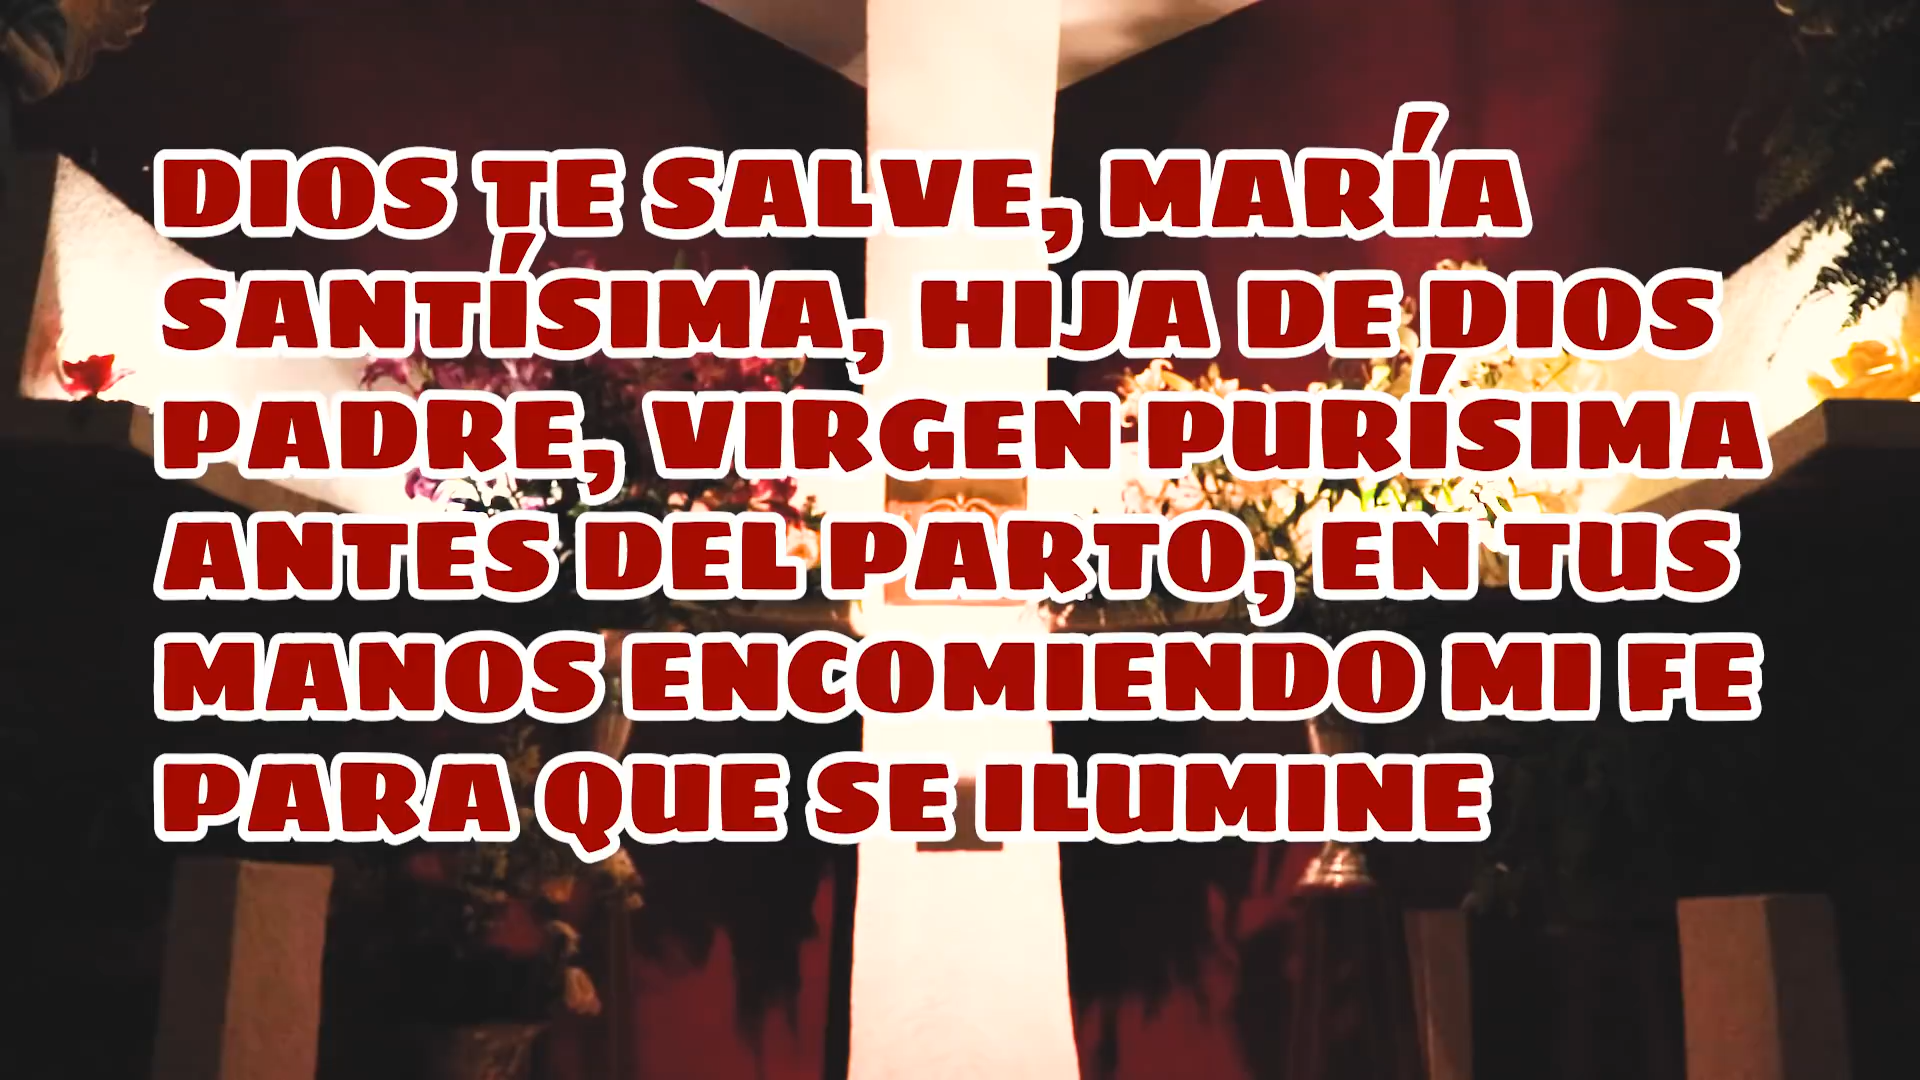 DIOS TE SALVE, MARÍA
SANTÍSIMA, HIJA DE DIOS
PADRE, VIRGEN PURÍSIMA
ANTES DEL PARTO, EN TUS
MANOS ENCOMIENDO MI FE
PARA QUE SE ILUMINE